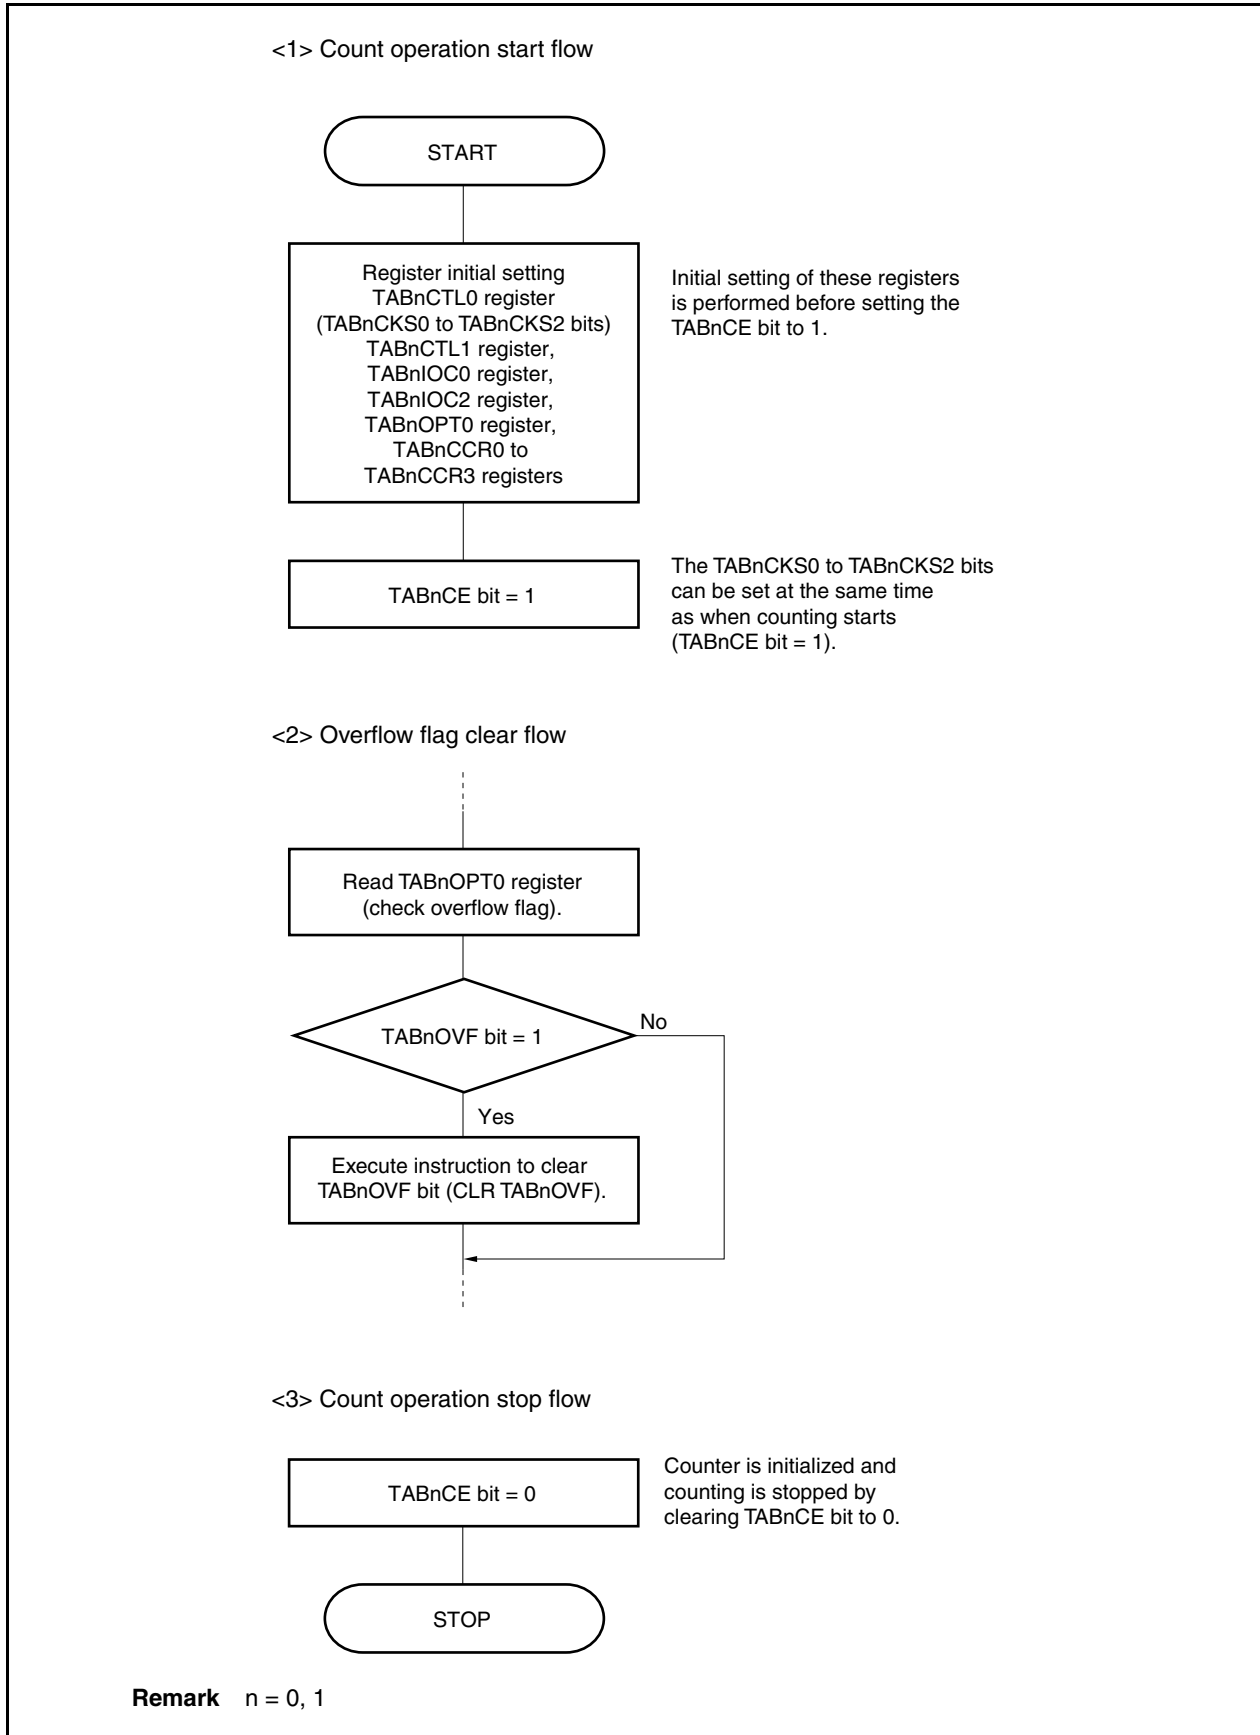 <1> Count operation start flow
START
Register initial setting
TABnCTL0 register
(TABnCKS0 to TABnCKS2 bits)
TABnCTL1 register,
TABnIOC0 register,
TABnIOC2 register,
TABnOPT0 register,
TABnCCR0 to
TABnCCR3 registers
Initial setting of these registers
is performed before setting the
TABnCE bit to 1.
TABnCE bit = 1
The TABnCKS0 to TABnCKS2 bits
can be set at the same time
as when counting starts
(TABnCE bit = 1).
<2> Overflow flag clear flow
Read TABnOPT0 register
(check overflow flag).
TABnOVF bit = 1
No
Yes
Execute instruction to clear
TABnOVF bit (CLR TABnOVF).
<3> Count operation stop flow
TABnCE bit = 0
Counter is initialized and
counting is stopped by
clearing TABnCE bit to 0.
STOP
Remark n = 0, 1